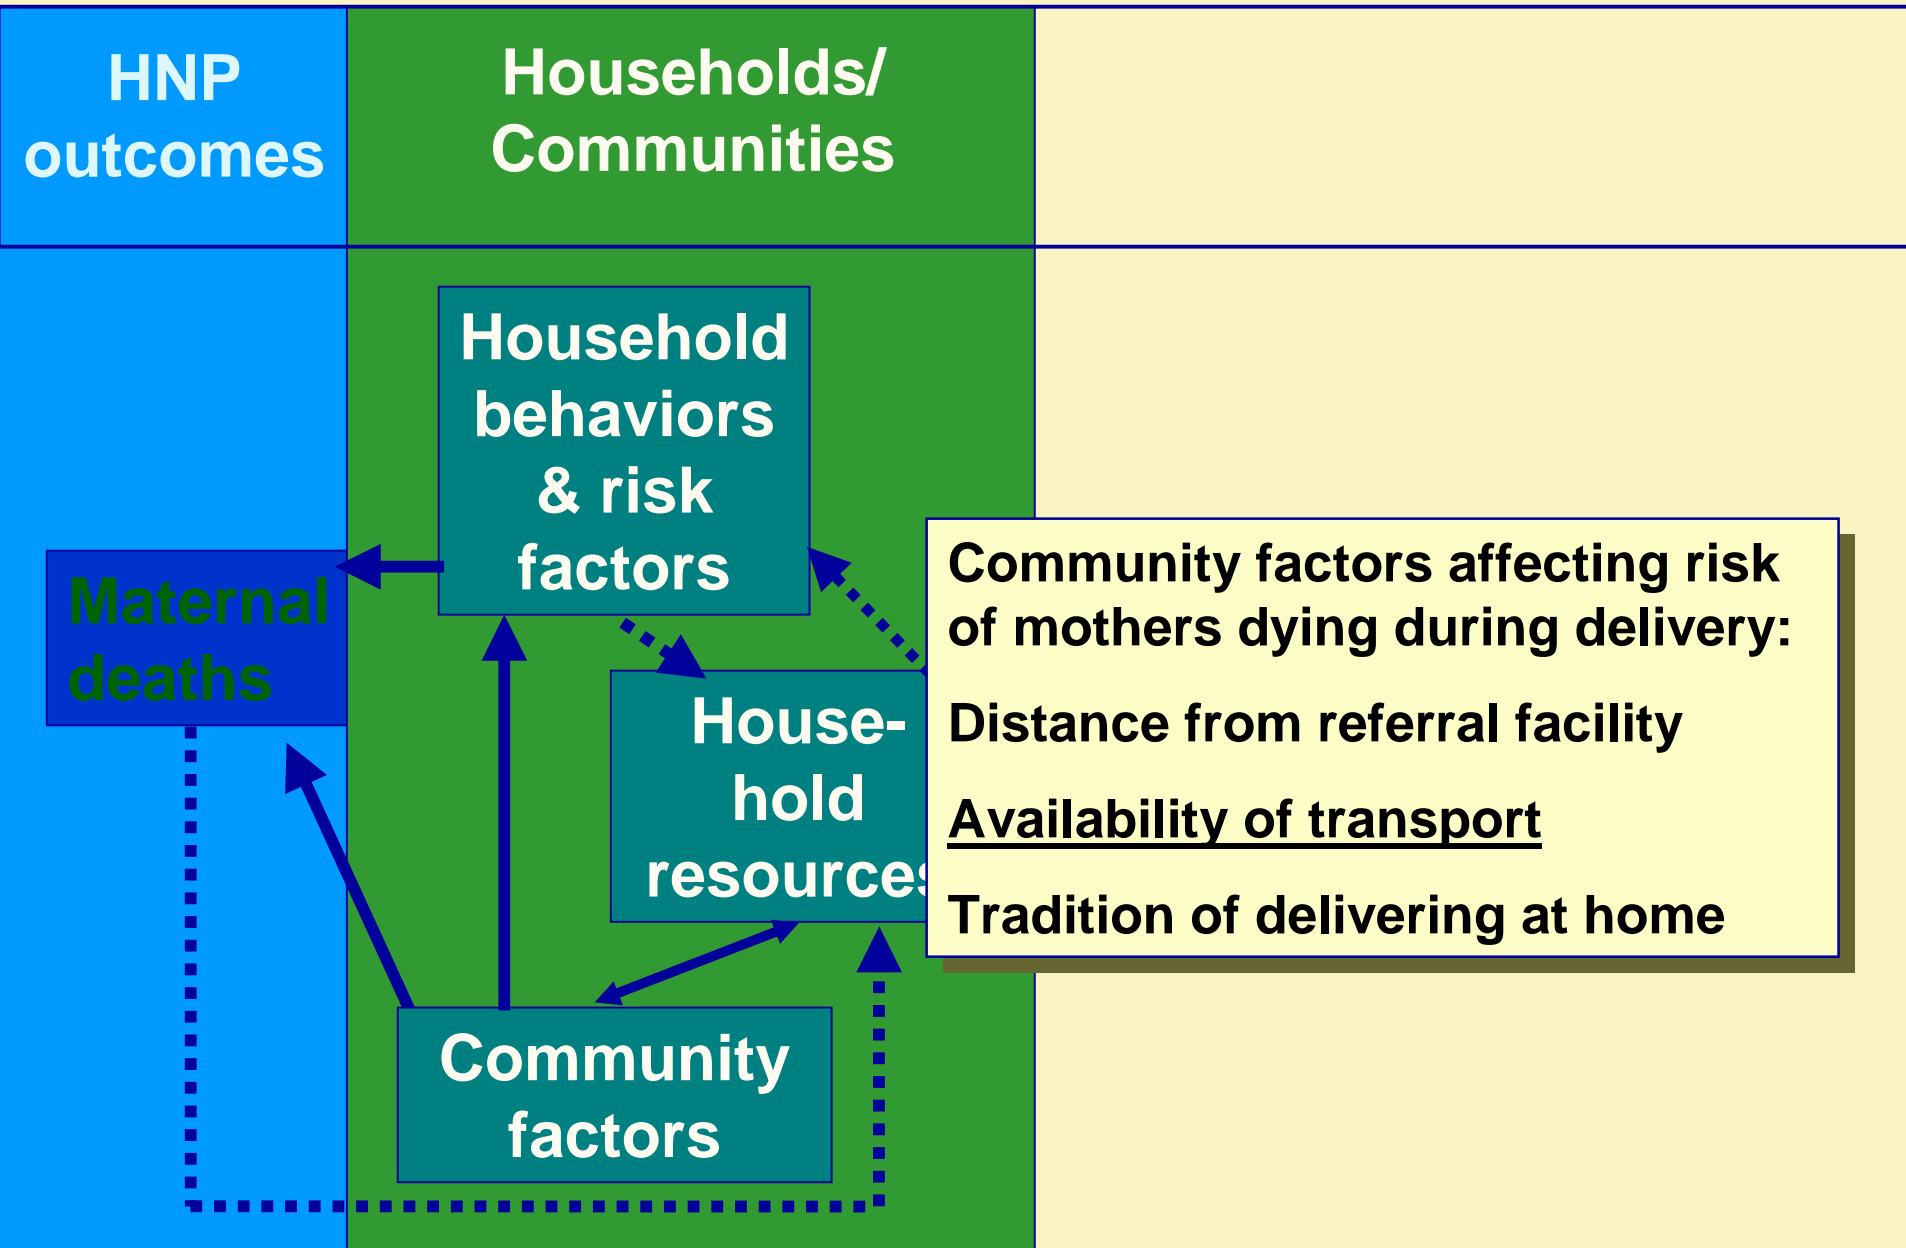 HNP
outcomes
Households/
Communities
Household
behaviors
& risk
factors
Maternal
deaths
House-
hold
resources
Community factors affecting risk
of mothers dying during delivery:
Distance from referral facility
Availability of transport
Tradition of delivering at home
Community
factors